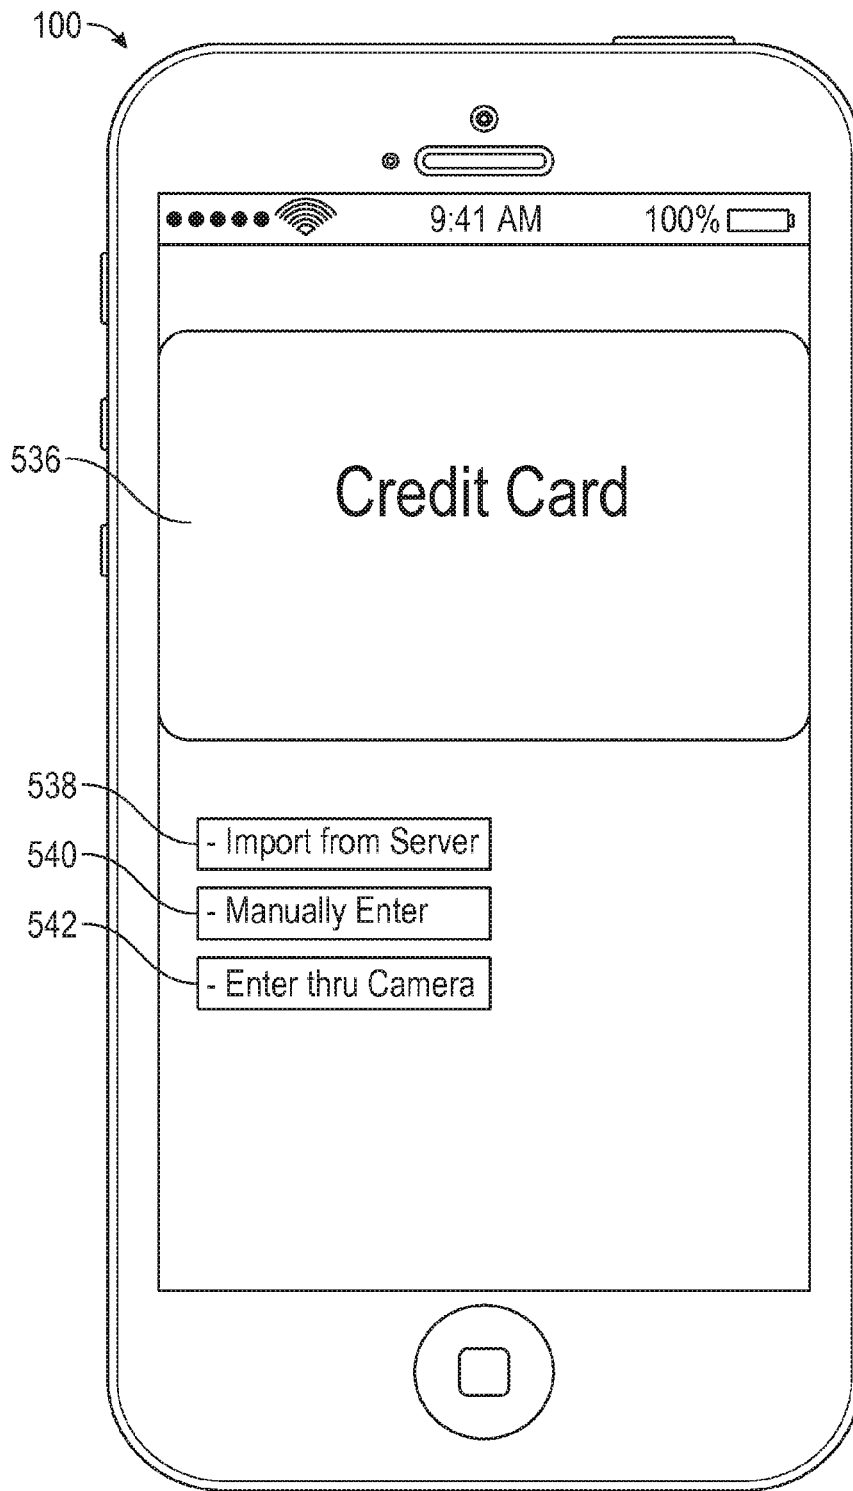 100
9:41 AM 100%
536
Credit Card
538
- Import from Server
540
- Manually Enter
542
- Enter thru Camera